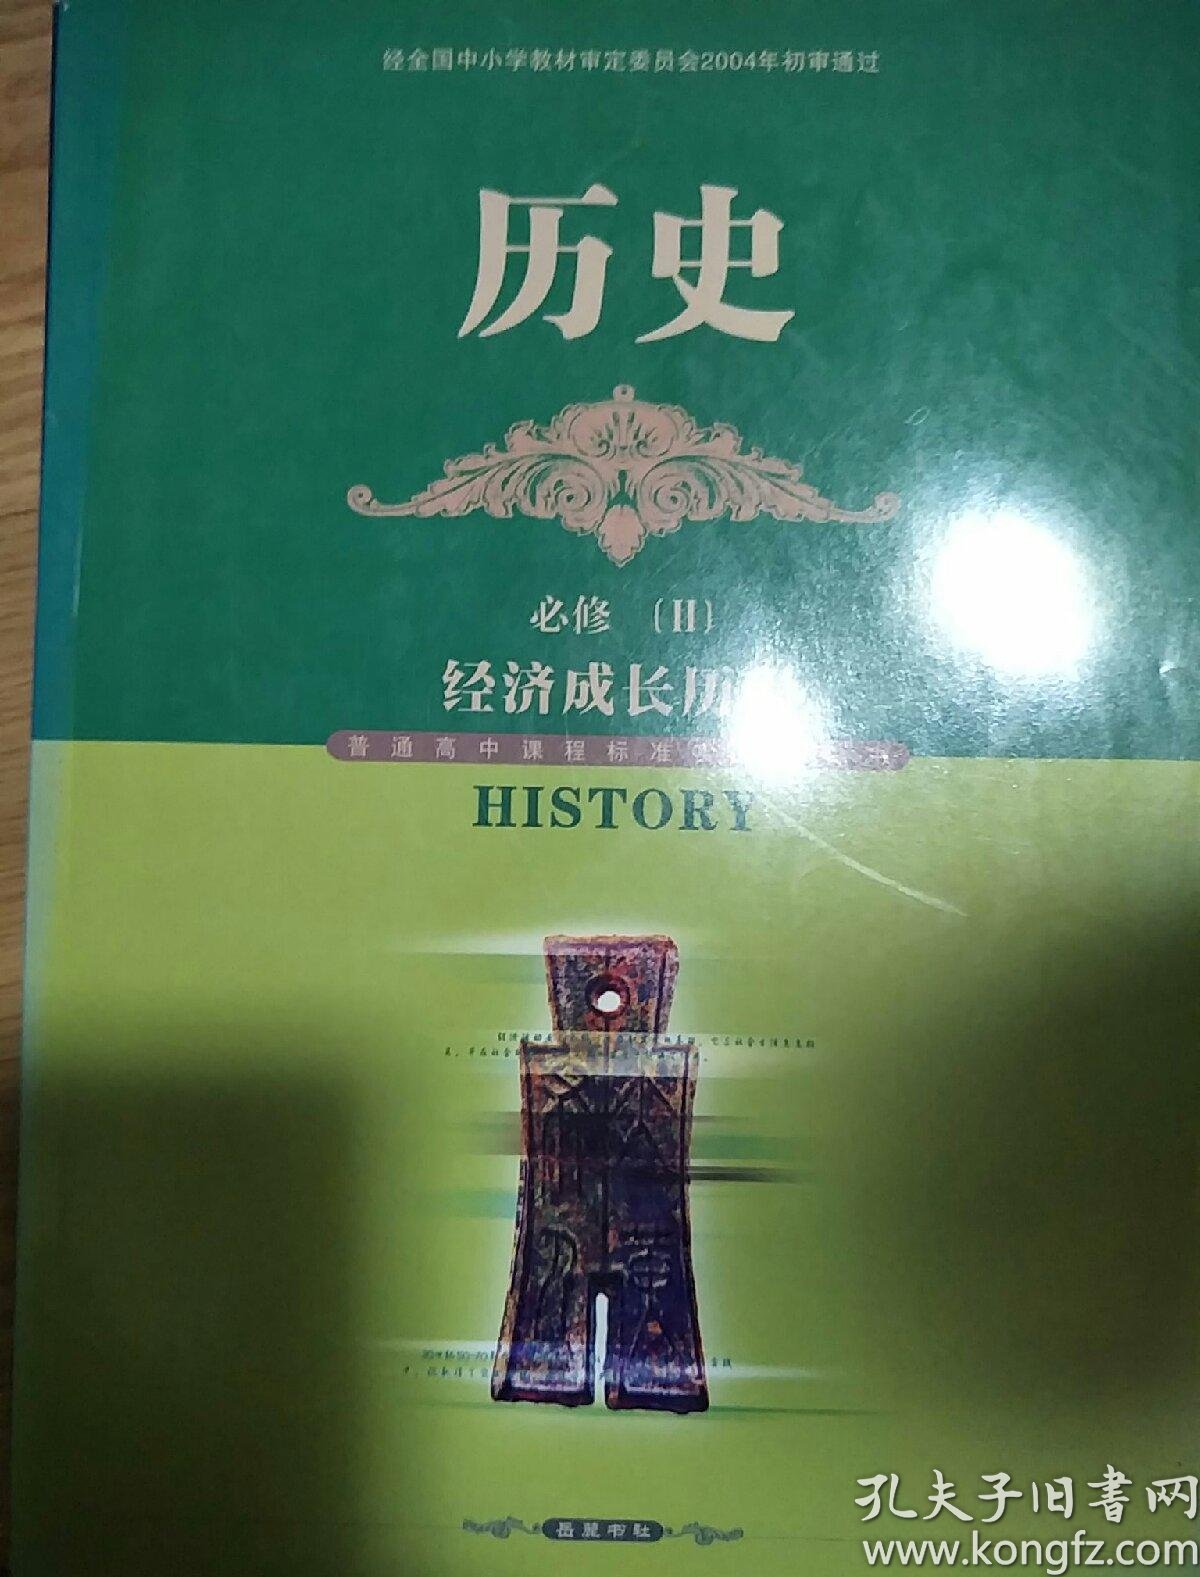 经全国中小学教材审定委员会2004年初审通过
历史
必修 〔II〕
经济成长历
普通高中课程标准
HISTORY
岳麓书社
孔夫子旧书网
www.kongfz.com